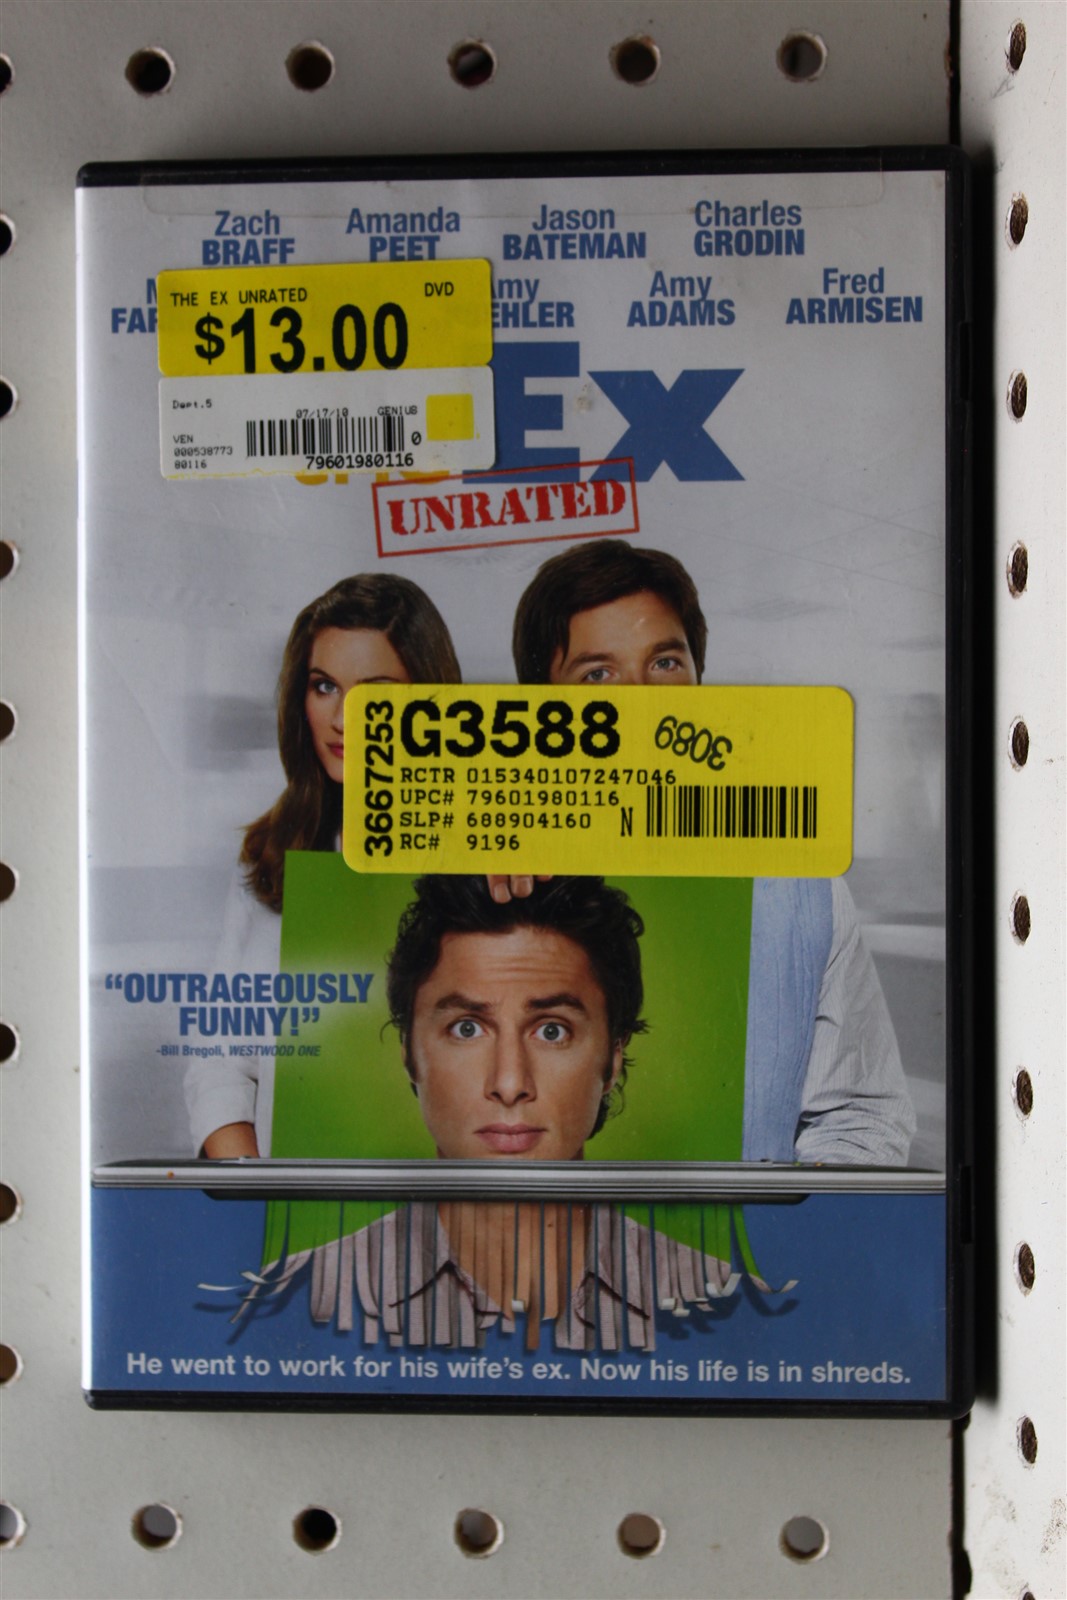 Zach BRAFF
Amanda PEET
Jason BATEMAN
Charles GRODIN
Amy ADAMS
Fred ARMISEN
THE EX UNRATED DVD
$13.00
Dept.5 07/17/10 GENIUS
VEN
000538773
80116
79601980116 0
Ex
UNRATED
3667253
G3588
3089
RCTR 015340107247046
UPC# 79601980116
SLP# 688904160 N
RC# 9196
“OUTRAGEOUSLY
FUNNY!”
-Bill Bregoli, WESTWOOD ONE
He went to work for his wife's ex. Now his life is in shreds.